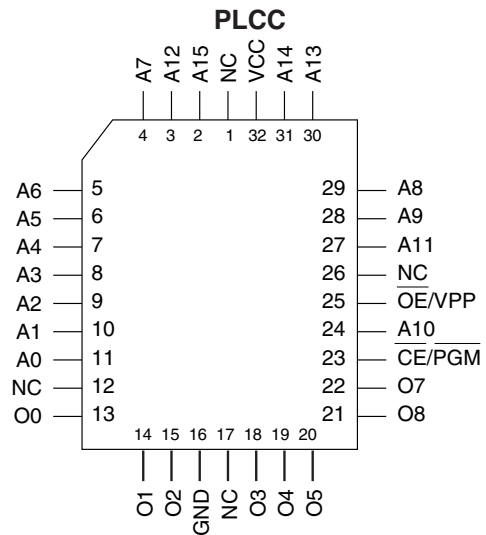 PLCC
A7 A12 A15 NC VCC A14 A13
4 3 2 1 32 31 30
A6 5 29 A8
A5 6 28 A9
A4 7 27 A11
A3 8 26 NC
A2 9 25 OE/VPP
A1 10 24 A10
A0 11 23 CE/PGM
NC 12 22 O7
O0 13 21 O8
14 15 16 17 18 19 20
O1 O2 GND NC O3 O4 O5